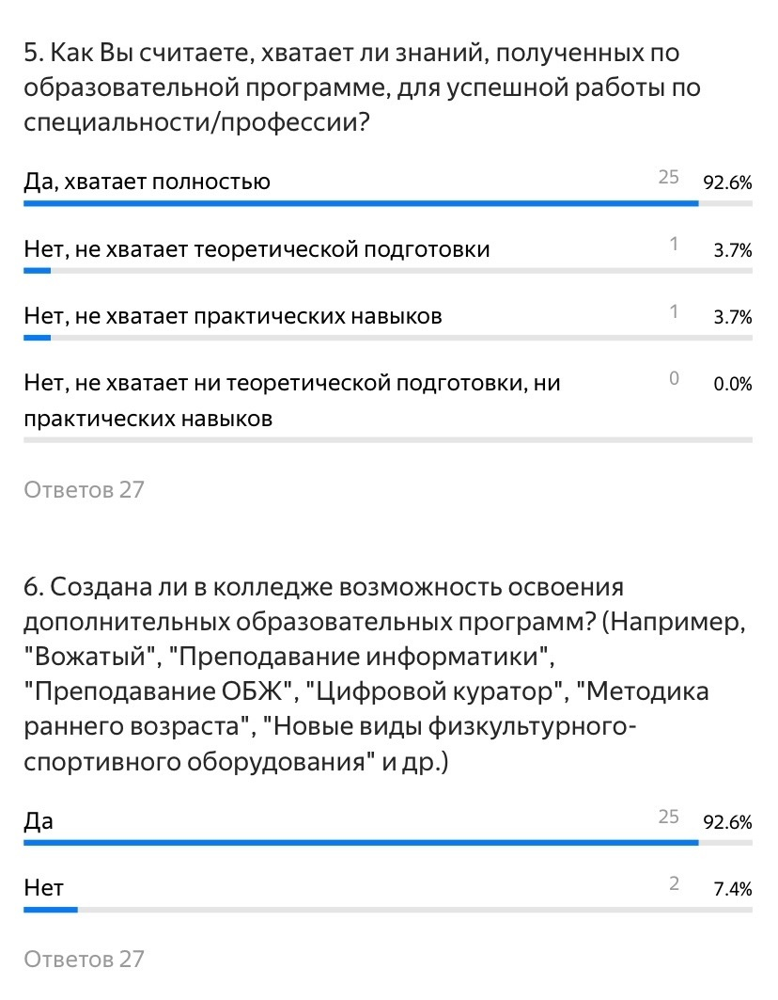 5. Как Вы считаете, хватает ли знаний, полученных по
образовательной программе, для успешной работы по
специальности/профессии?
Да, хватает полностью 25 92.6%
Нет, не хватает теоретической подготовки 1 3.7%
Нет, не хватает практических навыков 1 3.7%
Нет, не хватает ни теоретической подготовки, ни 0 0.0%
практических навыков
Ответов 27
6. Создана ли в колледже возможность освоения
дополнительных образовательных программ? (Например,
"Вожатый", "Преподавание информатики",
"Преподавание ОБЖ", "Цифровой куратор", "Методика
раннего возраста", "Новые виды физкультурного-
спортивного оборудования" и др.)
Да 25 92.6%
Нет 2 7.4%
Ответов 27